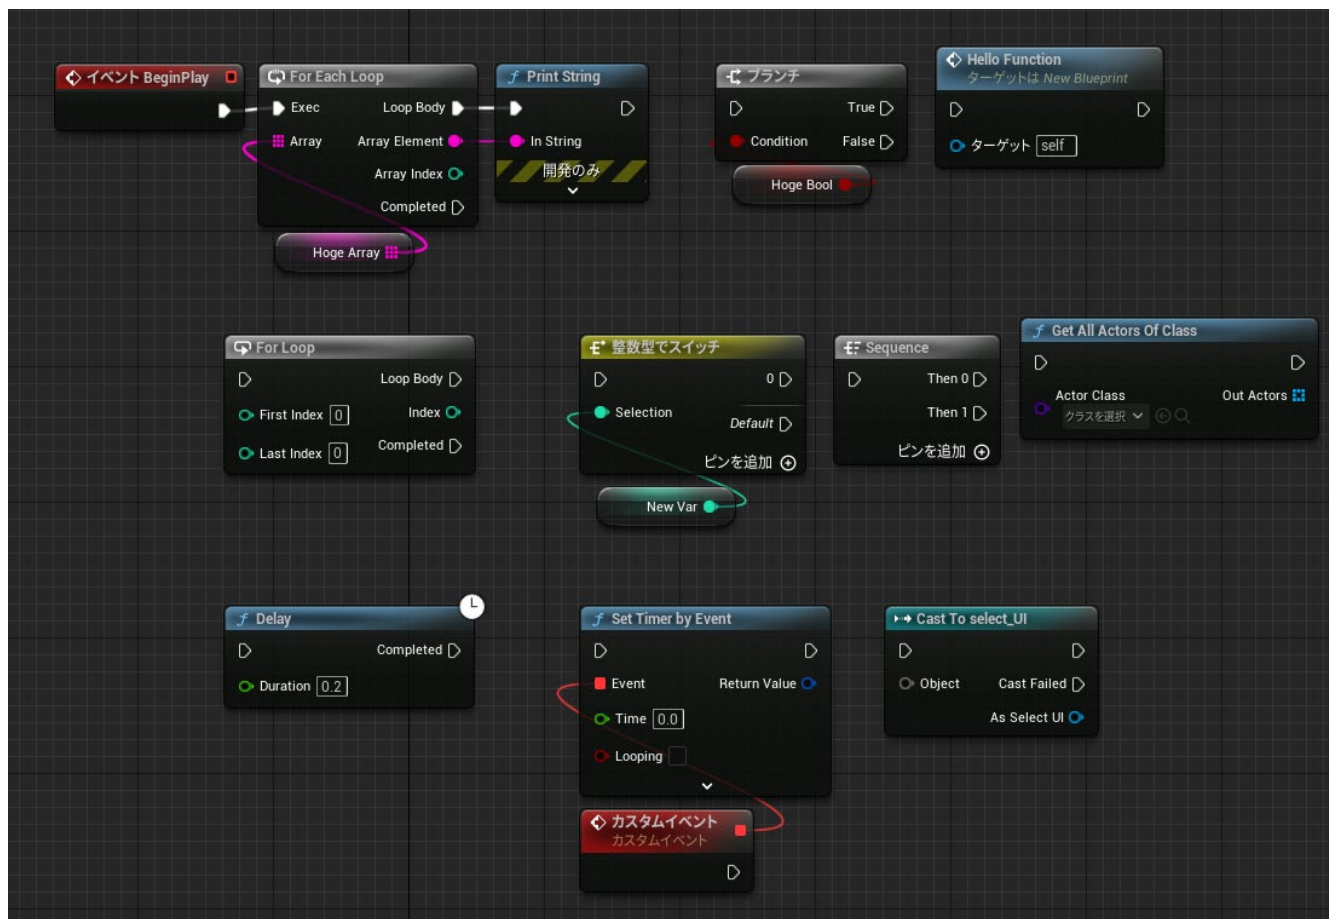 イベント BeginPlay
For Each Loop
Exec
Loop Body
Array
Array Element
Array Index
Completed
Hoge Array
Print String
In String
開発のみ
ブランチ
True
Condition
False
Hoge Bool
Hello Function
ターゲットは New Blueprint
ターゲット self
For Loop
Loop Body
First Index 0
Index
Last Index 0
Completed
整数型でスイッチ
0
Selection
Default
ピンを追加
New Var
Sequence
Then 0
Then 1
ピンを追加
f Get All Actors Of Class
Actor Class
Out Actors
クラスを選択
f Delay
Completed
Duration 0.2
f Set Timer by Event
Event
Return Value
Time 0.0
Looping
カスタムイベント
カスタムイベント
Cast To select_UI
Object
Cast Failed
As Select UI